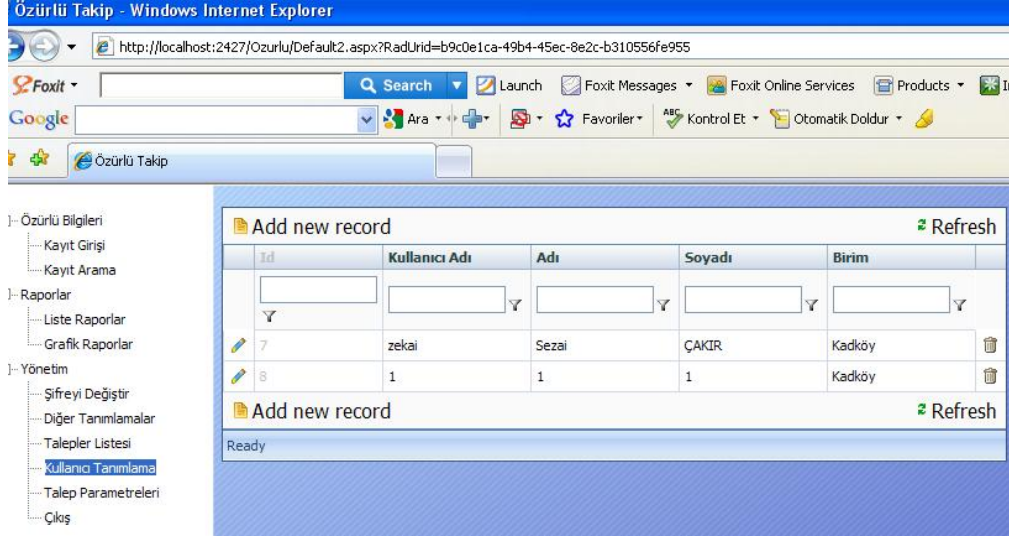 Özürlü Takip - Windows Internet Explorer
http://localhost:2427/Ozurlu/Default2.aspx?RadUrid=b9c0e1ca-49b4-45ec-8e2c-b310556fe955
Foxit Search Launch Foxit Messages Foxit Online Services Products
Google Ara Favoriler ABC Kontrol Et Otomatik Doldur
Özürlü Takip
Özürlü Bilgileri
Kayıt Girişi
Kayıt Arama
Raporlar
Liste Raporlar
Grafik Raporlar
Yönetim
Şifreyi Değiştir
Diğer Tanımlamalar
Talepler Listesi
Kullanıcı Tanımlama
Talep Parametreleri
Çıkış
Add new record Refresh
Id Kullanıcı Adı Adı Soyadı Birim
7 zekai Sezai ÇAKIR Kadköy
8 1 1 1 Kadköy
Add new record Refresh
Ready